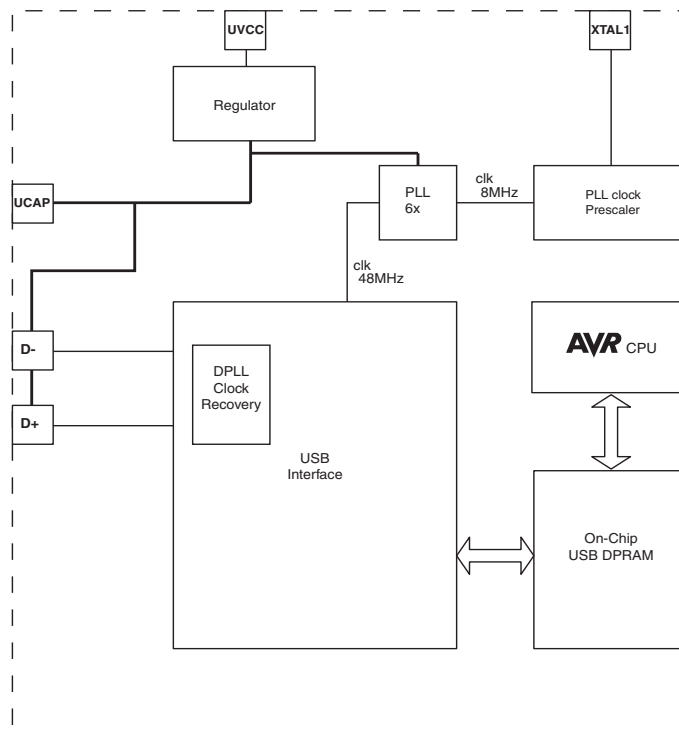 UVCC
XTAL1
Regulator
UCAP
PLL
6x
clk
8MHz
PLL clock
Prescaler
clk
48MHz
D-
AVR CPU
DPLL
Clock
Recovery
D+
USB
Interface
On-Chip
USB DPRAM